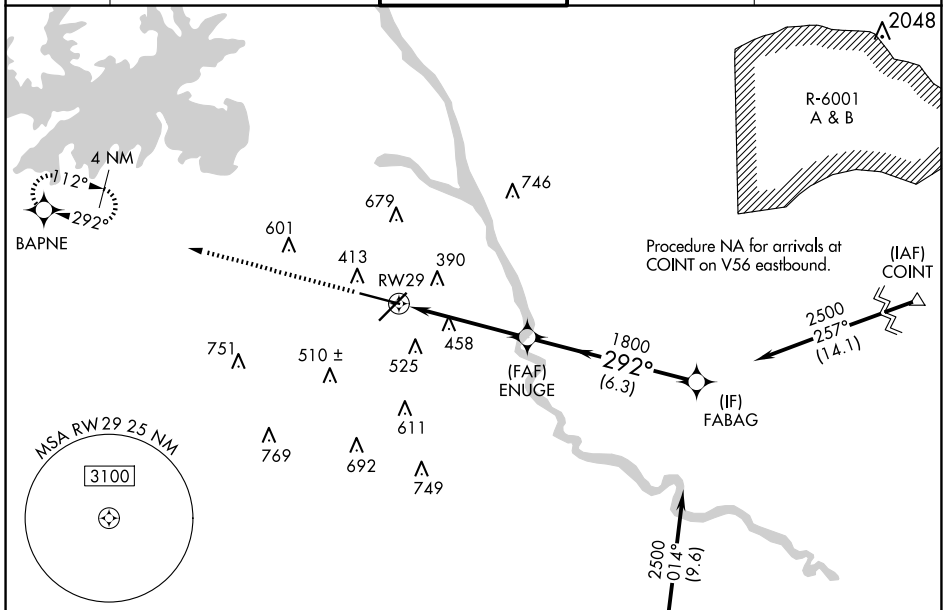 2048
R-6001
A & B
4 NM
112°
292°
BAPNE
746
679
601
413
390
RW29
Procedure NA for arrivals at
COINT on V56 eastbound.
(IAF)
COINT
2500
257°
(14.1)
1800
292°
(6.3)
458
(FAF)
ENUGE
(IF)
FABAG
751
510 ±
525
611
769
692
749
MSA RW 29 25 NM
3100
2500
014°
(9.6)